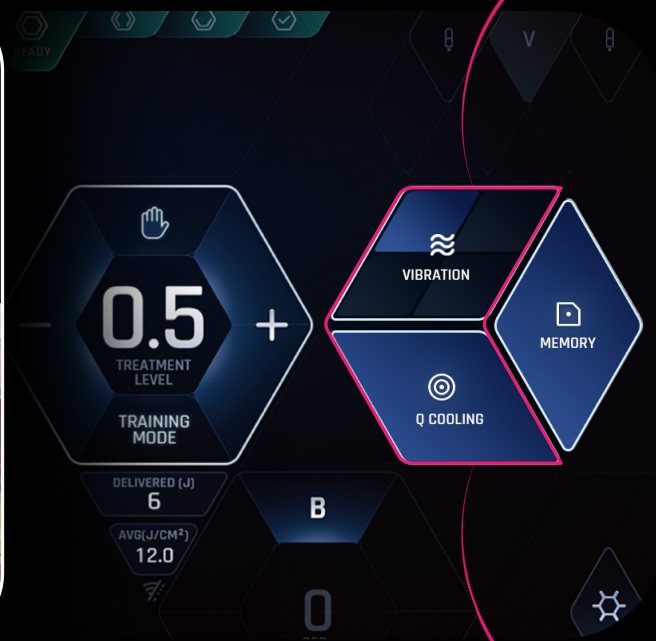 READY
V
0.5
TREATMENT
LEVEL
TRAINING
MODE
VIBRATION
MEMORY
Q COOLING
DELIVERED (J)
6
AVG(J/CM²)
12.0
B
0